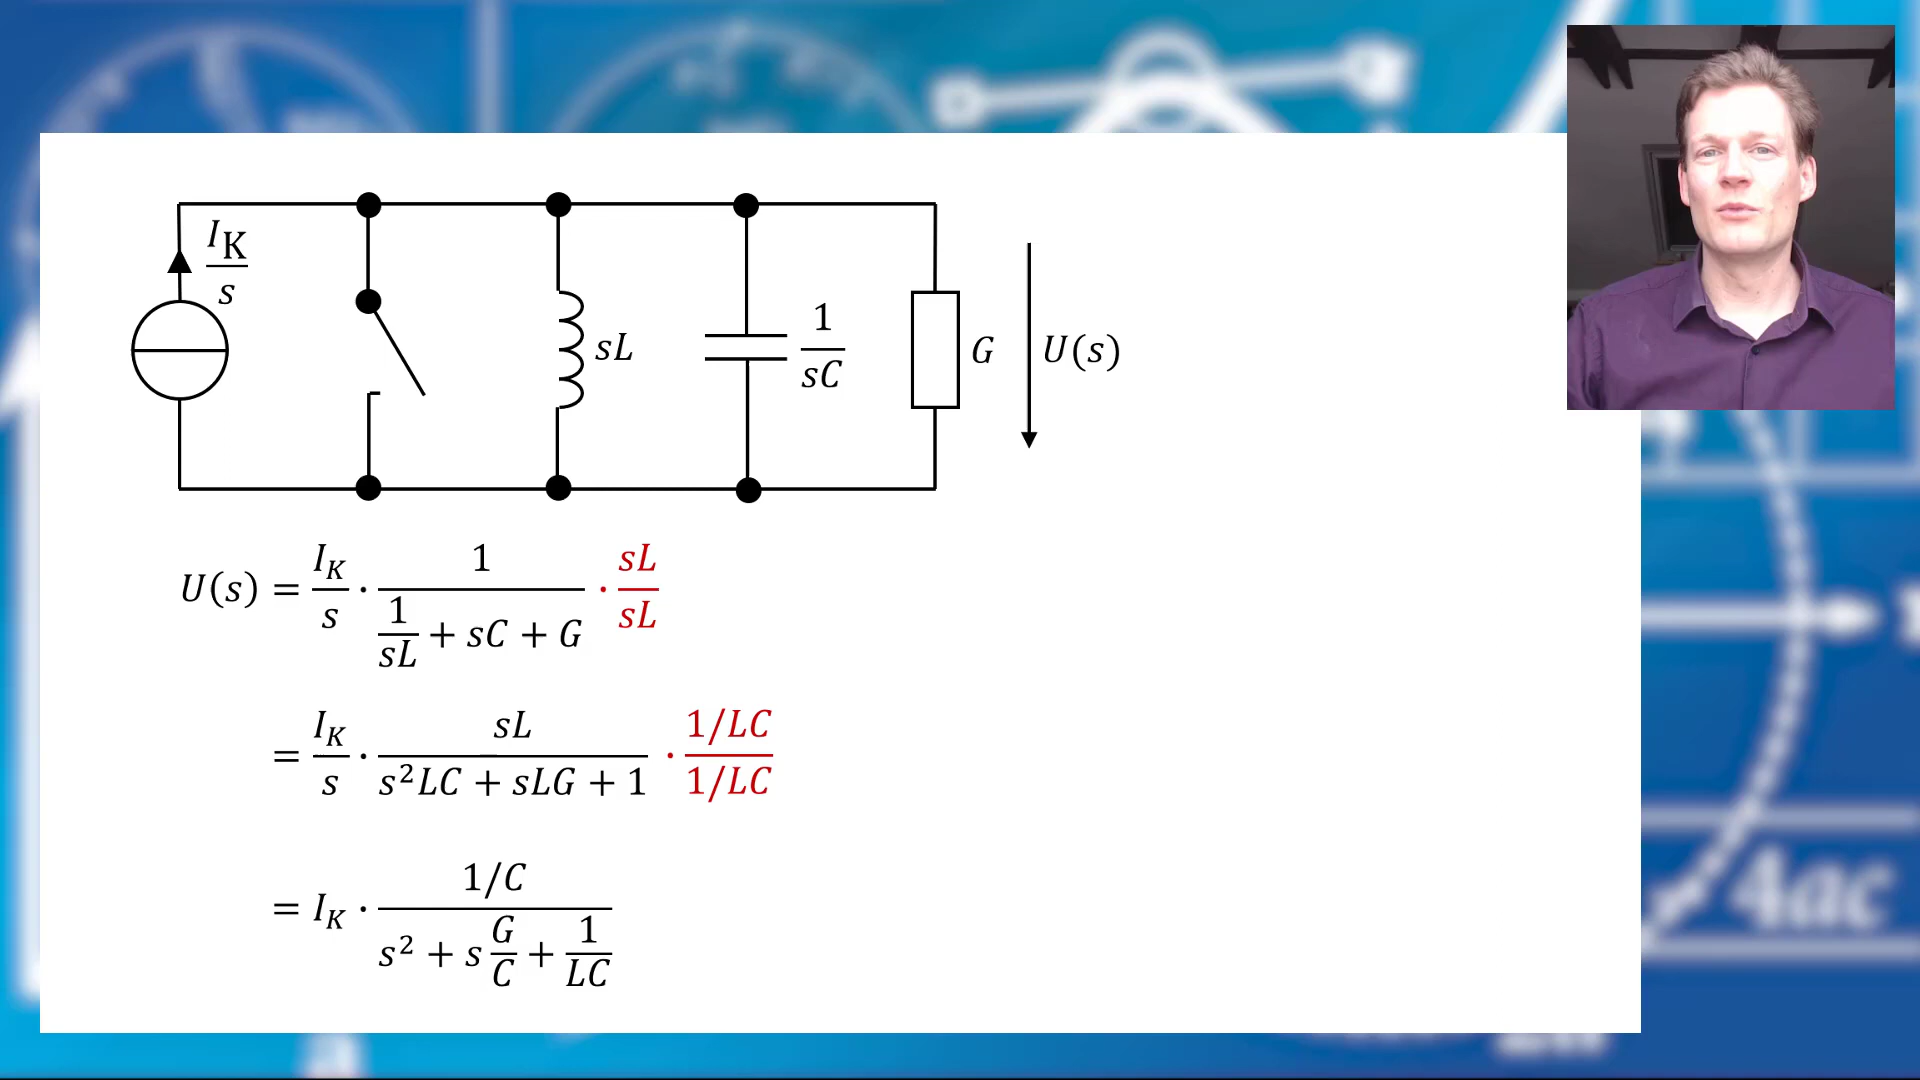 I_K/s
sL
1/sC
G
U(s)
U(s) = I_K/s · 1/(1/sL + sC + G) · sL/sL
= I_K/s · sL/(s²LC + sLG + 1) · (1/LC)/(1/LC)
= I_K · (1/C)/(s² + s G/C + 1/LC)
4ac